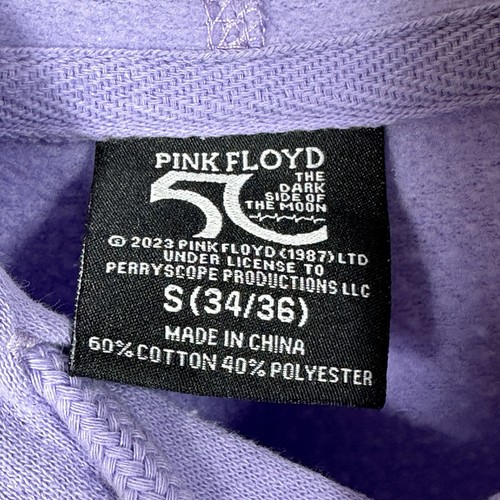 PINK FLOYD
50
THE
DARK
SIDE OF
THE MOON
© 2023 PINK FLOYD (1987) LTD
UNDER LICENSE TO
PERRYSCOPE PRODUCTIONS LLC
S (34/36)
MADE IN CHINA
60% COTTON 40% POLYESTER